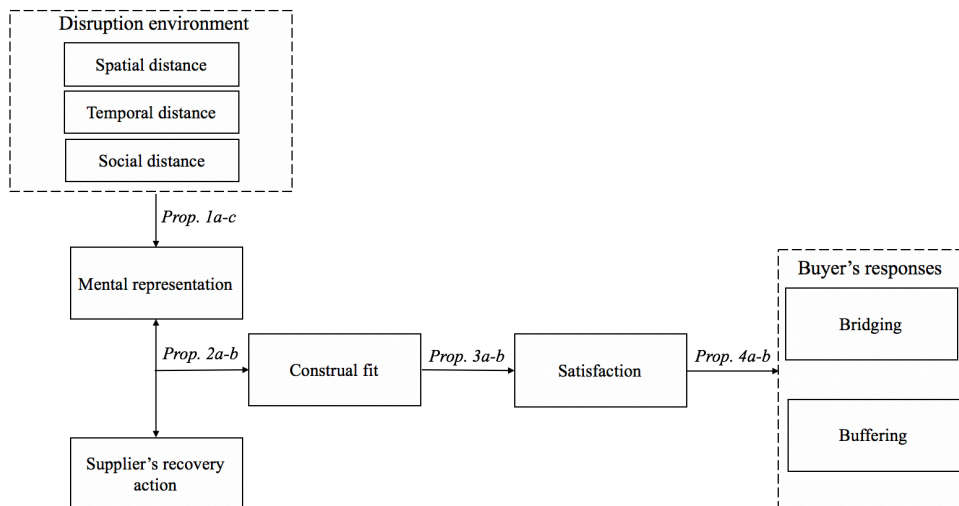 Disruption environment
Spatial distance
Temporal distance
Social distance
Prop. 1a-c
Mental representation
Prop. 2a-b
Construal fit
Prop. 3a-b
Satisfaction
Prop. 4a-b
Buyer’s responses
Bridging
Buffering
Supplier’s recovery
action